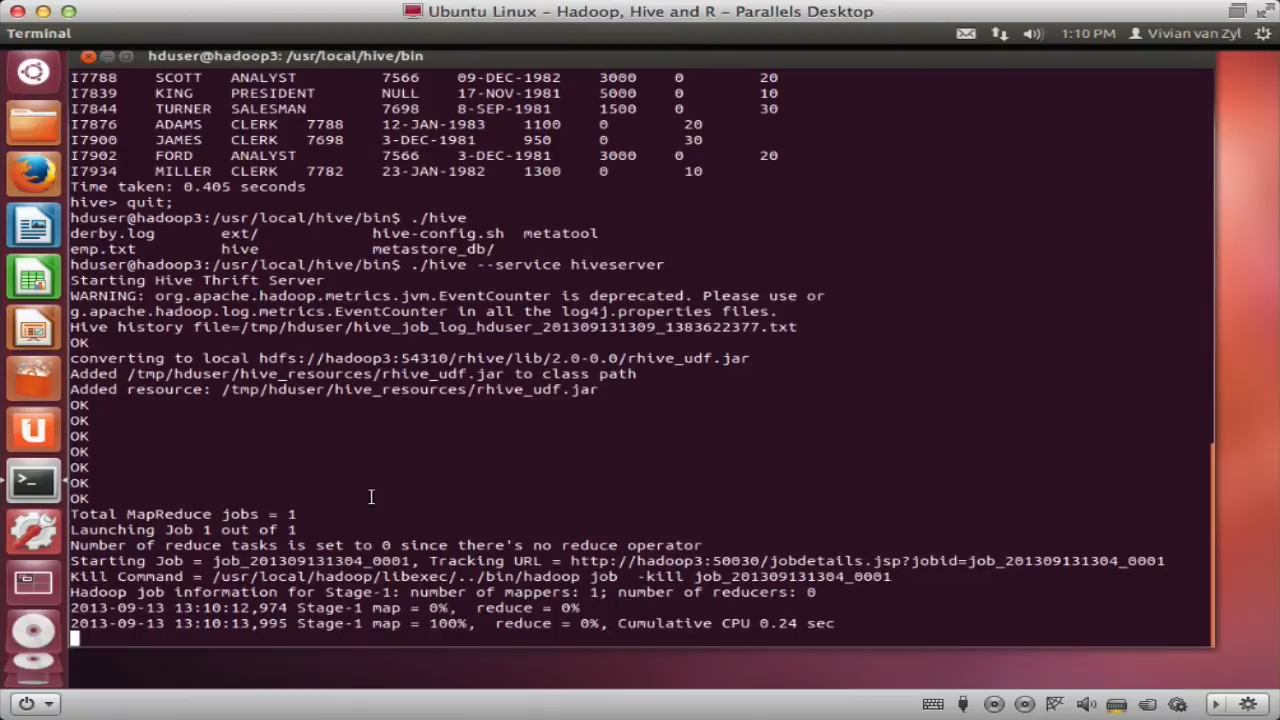 Ubuntu Linux – Hadoop, Hive and R – Parallels Desktop
Terminal
1:10 PM Vivian van Zyl
hduser@hadoop3: /usr/local/hive/bin
I7788 SCOTT ANALYST 7566 09-DEC-1982 3000 0 20
I7839 KING PRESIDENT NULL 17-NOV-1981 5000 0 10
I7844 TURNER SALESMAN 7698 8-SEP-1981 1500 0 30
I7876 ADAMS CLERK 7788 12-JAN-1983 1100 0 20
I7900 JAMES CLERK 7698 3-DEC-1981 950 0 30
I7902 FORD ANALYST 7566 3-DEC-1981 3000 0 20
I7934 MILLER CLERK 7782 23-JAN-1982 1300 0 10
Time taken: 0.405 seconds
hive> quit;
hduser@hadoop3:/usr/local/hive/bin$ ./hive
derby.log ext/ hive-config.sh metatool
emp.txt hive metastore_db/
hduser@hadoop3:/usr/local/hive/bin$ ./hive --service hiveserver
Starting Hive Thrift Server
WARNING: org.apache.hadoop.metrics.jvm.EventCounter is deprecated. Please use or
g.apache.hadoop.log.metrics.EventCounter in all the log4j.properties files.
Hive history file=/tmp/hduser/hive_job_log_hduser_201309131309_1383622377.txt
OK
converting to local hdfs://hadoop3:54310/rhive/lib/2.0-0.0/rhive_udf.jar
Added /tmp/hduser/hive_resources/rhive_udf.jar to class path
Added resource: /tmp/hduser/hive_resources/rhive_udf.jar
OK
OK
OK
OK
OK
OK
OK
Total MapReduce jobs = 1
Launching Job 1 out of 1
Number of reduce tasks is set to 0 since there's no reduce operator
Starting Job = job_201309131304_0001, Tracking URL = http://hadoop3:50030/jobdetails.jsp?jobid=job_201309131304_0001
Kill Command = /usr/local/hadoop/libexec/../bin/hadoop job  -kill job_201309131304_0001
Hadoop job information for Stage-1: number of mappers: 1; number of reducers: 0
2013-09-13 13:10:12,974 Stage-1 map = 0%,  reduce = 0%
2013-09-13 13:10:13,995 Stage-1 map = 100%,  reduce = 0%, Cumulative CPU 0.24 sec